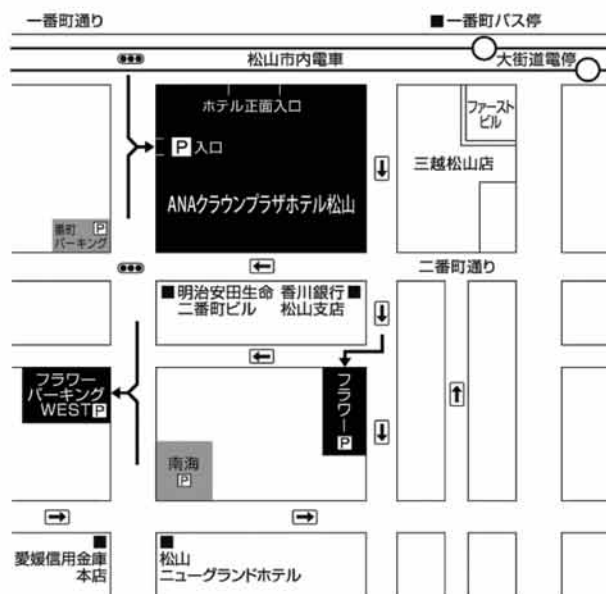 一番町通り
■一番町バス停
松山市内電車
大街道電停
ホテル正面入口
ファースト
ビル
P 入口
三越松山店
ANAクラウンプラザホテル松山
番町 P
パーキング
二番町通り
■明治安田生命
二番町ビル
香川銀行■
松山支店
フラワー
パーキング
WEST P
フラワー
P
南海
P
■
愛媛信用金庫
本店
■
松山
ニューグランドホテル